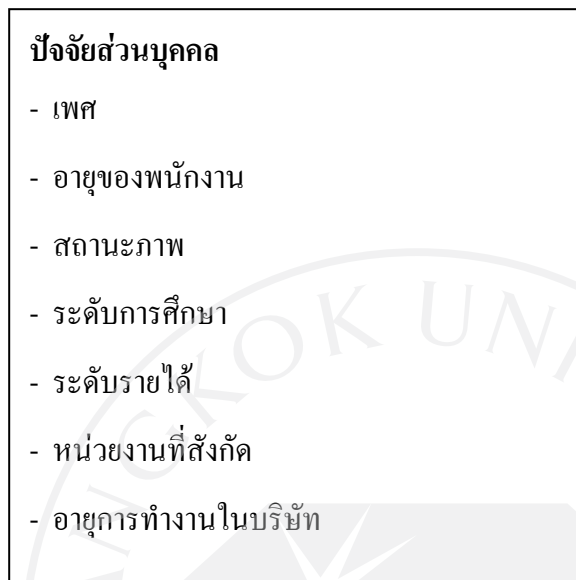 ปัจจัยส่วนบุคคล
- เพศ
- อายุของพนักงาน
- สถานะภาพ
- ระดับการศึกษา
- ระดับรายได้
- หน่วยงานที่สังกัด
- อายุการทำงานในบริษัท
ANGKOK UNI